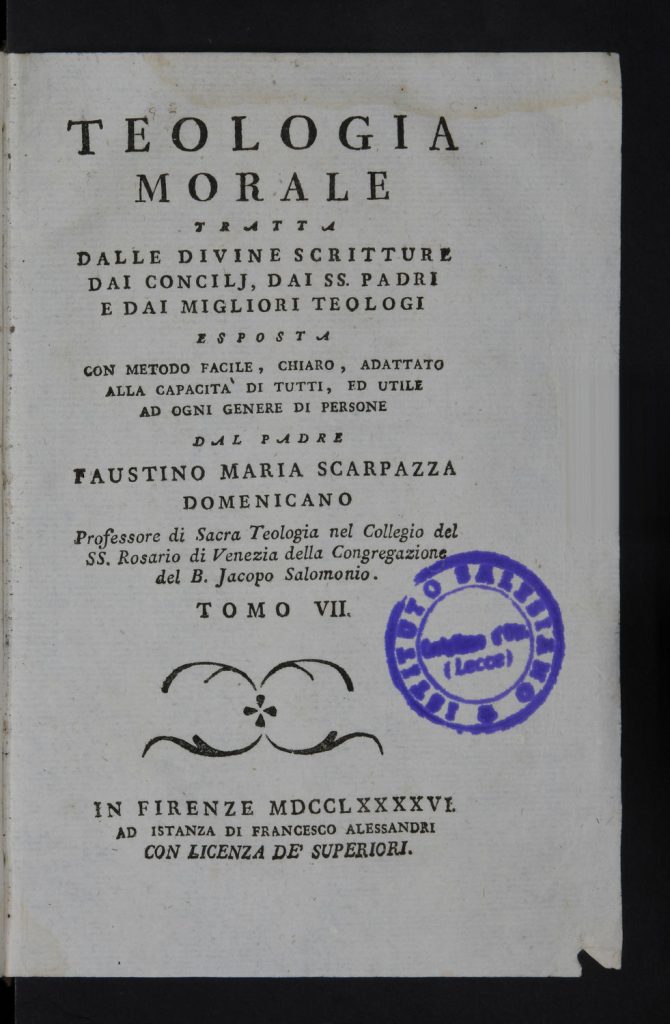 TEOLOGIA
MORALE
TRATTA
DALLE DIVINE SCRITTURE
DAI CONCILJ, DAI SS. PADRI
E DAI MIGLIORI TEOLOGI
ESPOSTA
CON METODO FACILE, CHIARO, ADATTATO
ALLA CAPACITA' DI TUTTI, ED UTILE
AD OGNI GENERE DI PERSONE
DAL PADRE
FAUSTINO MARIA SCARPAZZA
DOMENICANO
Professore di Sacra Teologia nel Collegio del
SS. Rosario di Venezia della Congregazione
del B. Jacopo Salomonio.
TOMO VII.
ISTITUTO SALESIANO
(Lecce)
IN FIRENZE MDCCLXXXXVI.
AD ISTANZA DI FRANCESCO ALESSANDRI
CON LICENZA DE' SUPERIORI.